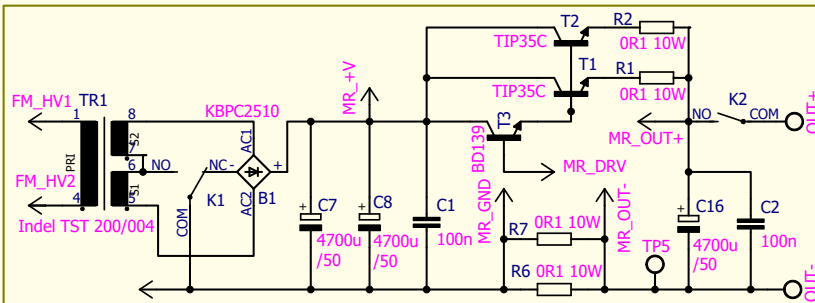 T2
R2
TIP35C
0R1 10W
T1
R1
TIP35C
0R1 10W
FM_HV1
TR1
KBPC2510
MR_+V
1
8
S2
7
AC1
PRI
6
NO
NC
-
+
T3
BD139
MR_DRV
MR_OUT+
NO
K2
COM
OUT+
FM_HV2
4
S1
5
K1
COM
AC2
B1
Indel TST 200/004
+
C7
4700u
/50
+
C8
4700u
/50
C1
100n
MR_GND
R7
0R1 10W
MR_OUT-
R6
0R1 10W
TP5
+
C16
4700u
/50
C2
100n
OUT-